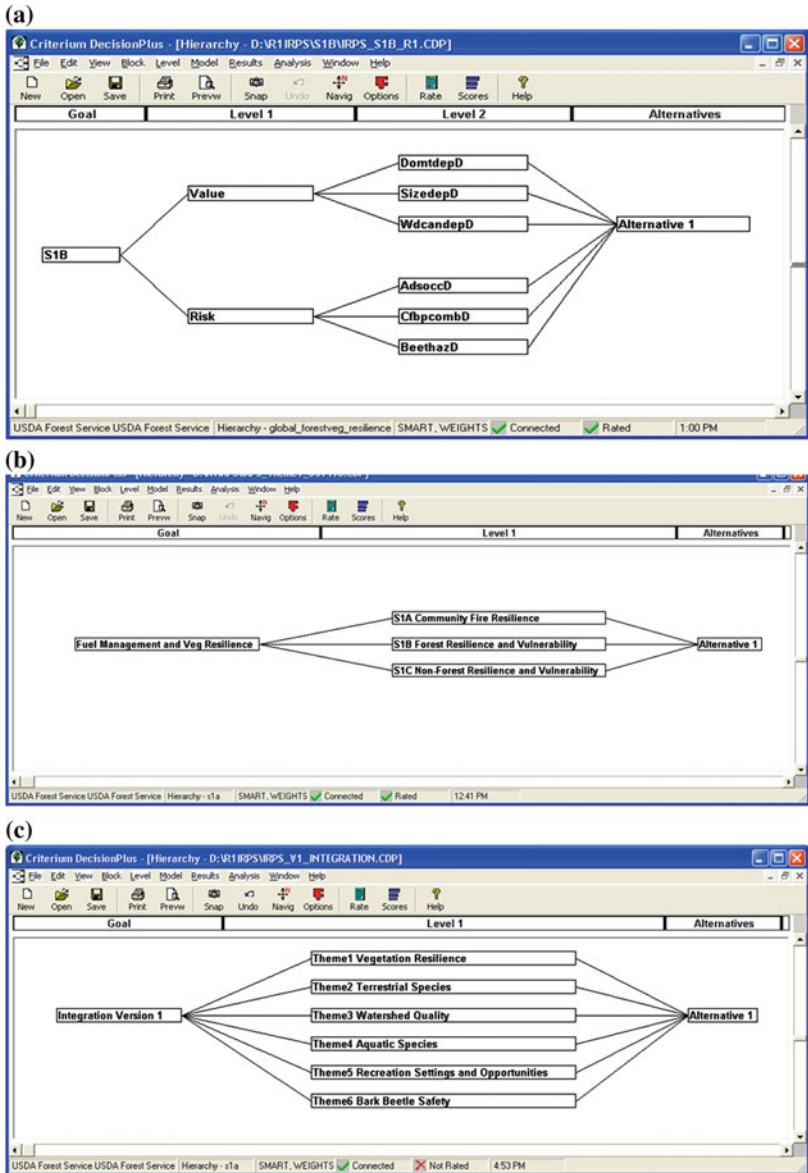 (a)
Criterium DecisionPlus - [Hierarchy - D:\R1IRPS\S1B\IRPS_S1B_R1.CDP]
File Edit View Block Level Model Results Analysis Window Help
New Open Save Print Prevw Snap Undo Navig Options Rate Scores Help
Goal Level 1 Level 2 Alternatives
DomtdepD
Value SizedepD
WdcandepD Alternative 1
S1B
AdsoccD
Risk CfbpcombD
BeethazD
USDA Forest Service USDA Forest Service Hierarchy - global_forestveg_resilience SMART, WEIGHTS Connected Rated 1:00 PM
(b)
Criterium DecisionPlus - [Hierarchy -
File Edit View Block Level Model Results Analysis Window Help
New Open Save Print Prevw Snap Undo Navig Options Rate Scores Help
Goal Level 1 Alternatives
S1A Community Fire Resilience
Fuel Management and Veg Resilience S1B Forest Resilience and Vulnerability Alternative 1
S1C Non-Forest Resilience and Vulnerability
USDA Forest Service USDA Forest Service Hierarchy - s1a SMART, WEIGHTS Connected Rated 12:41 PM
(c)
Criterium DecisionPlus - [Hierarchy - D:\R1IRPS\IRPS_V1_INTEGRATION.CDP]
File Edit View Block Level Model Results Analysis Window Help
New Open Save Print Prevw Snap Undo Navig Options Rate Scores Help
Goal Level 1 Alternatives
Theme1 Vegetation Resilience
Theme2 Terrestrial Species
Integration Version 1 Theme3 Watershed Quality Alternative 1
Theme4 Aquatic Species
Theme5 Recreation Settings and Opportunities
Theme6 Bark Beetle Safety
USDA Forest Service USDA Forest Service Hierarchy - s1a SMART, WEIGHTS Connected Not Rated 4:53 PM